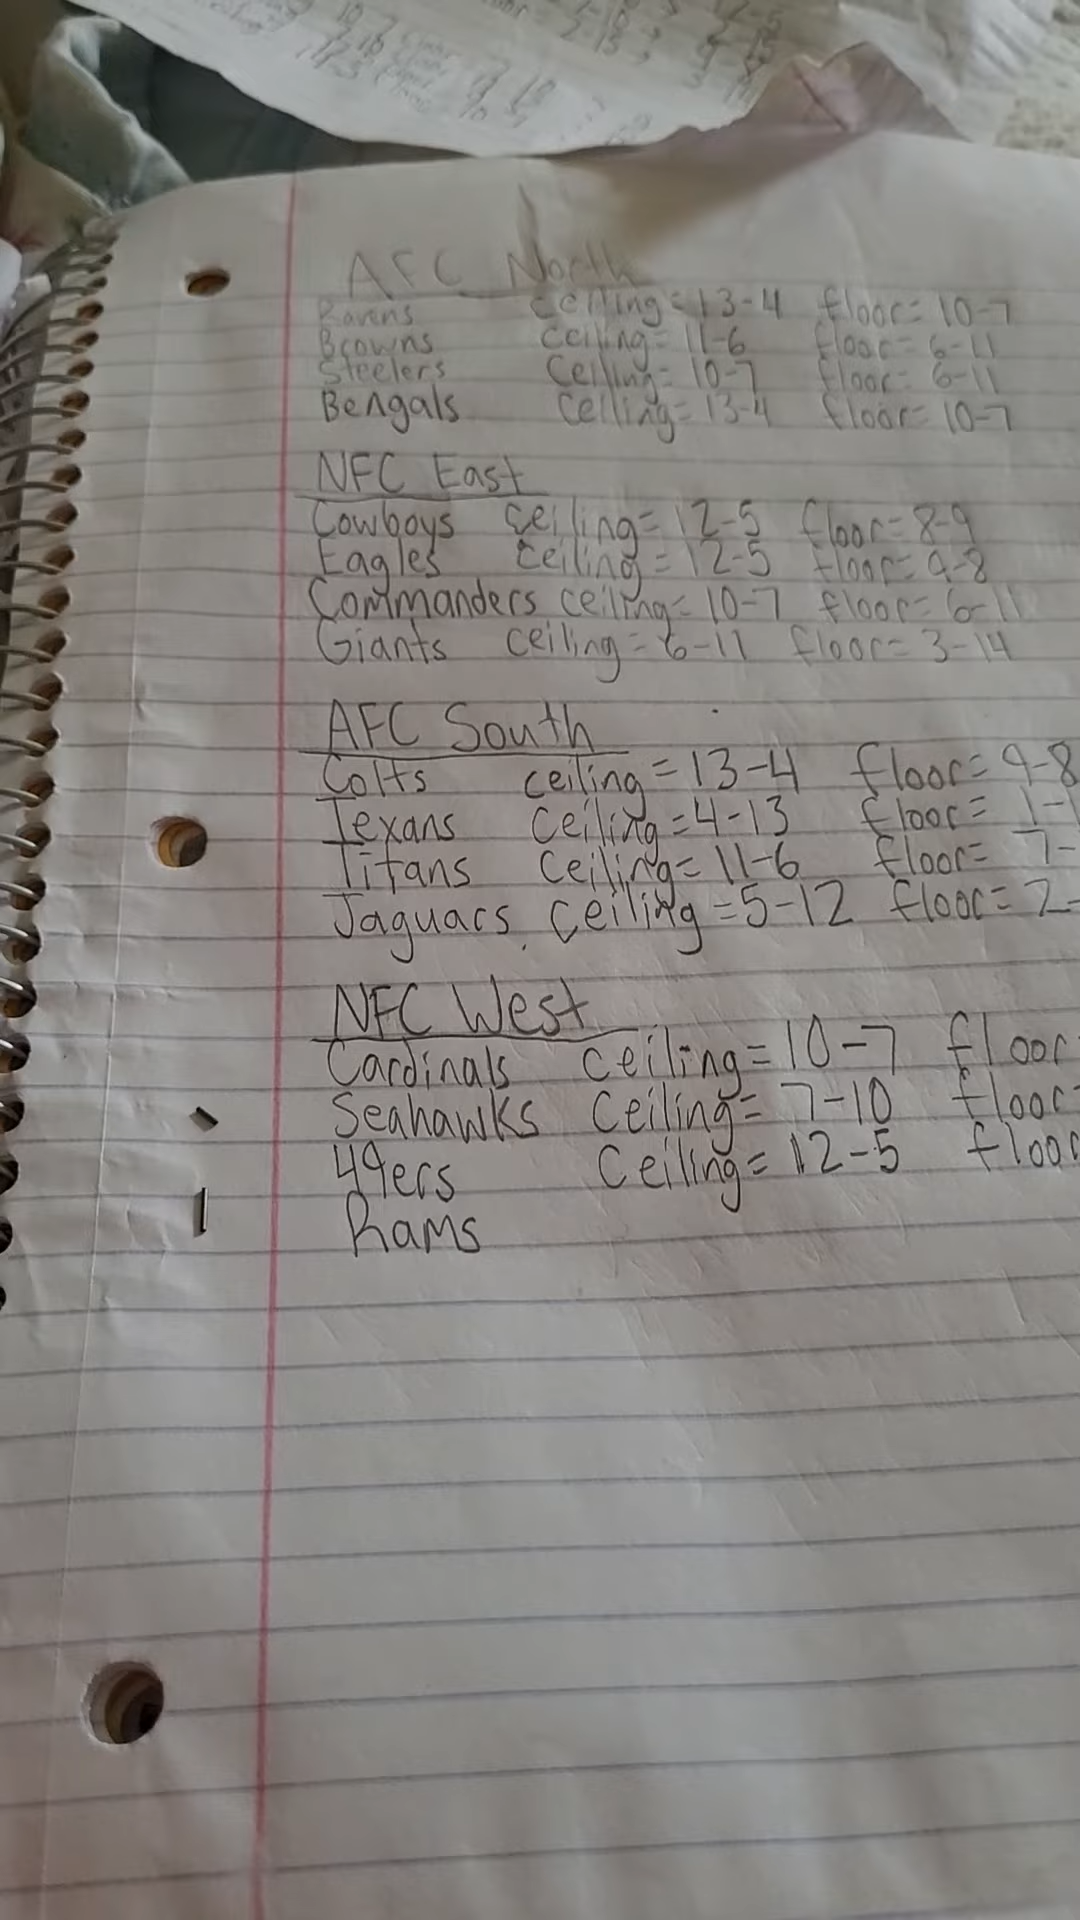 AFC North
Ravens ceiling=13-4 floor=10-7
Browns ceiling=11-6 floor=6-11
Steelers ceiling=10-7 floor=6-11
Bengals ceiling=13-4 floor=10-7
NFC East
Cowboys ceiling=12-5 floor=8-9
Eagles ceiling=12-5 floor=9-8
Commanders ceiling=10-7 floor=6-11
Giants ceiling=6-11 floor=3-14
AFC South
Colts ceiling=13-4 floor=9-8
Texans ceiling=4-13 floor=1-1
Titans ceiling=11-6 floor=7-
Jaguars ceiling=5-12 floor=2-
NFC West
Cardinals ceiling=10-7 floor
Seahawks ceiling=7-10 floor
49ers ceiling=12-5 floor
Rams